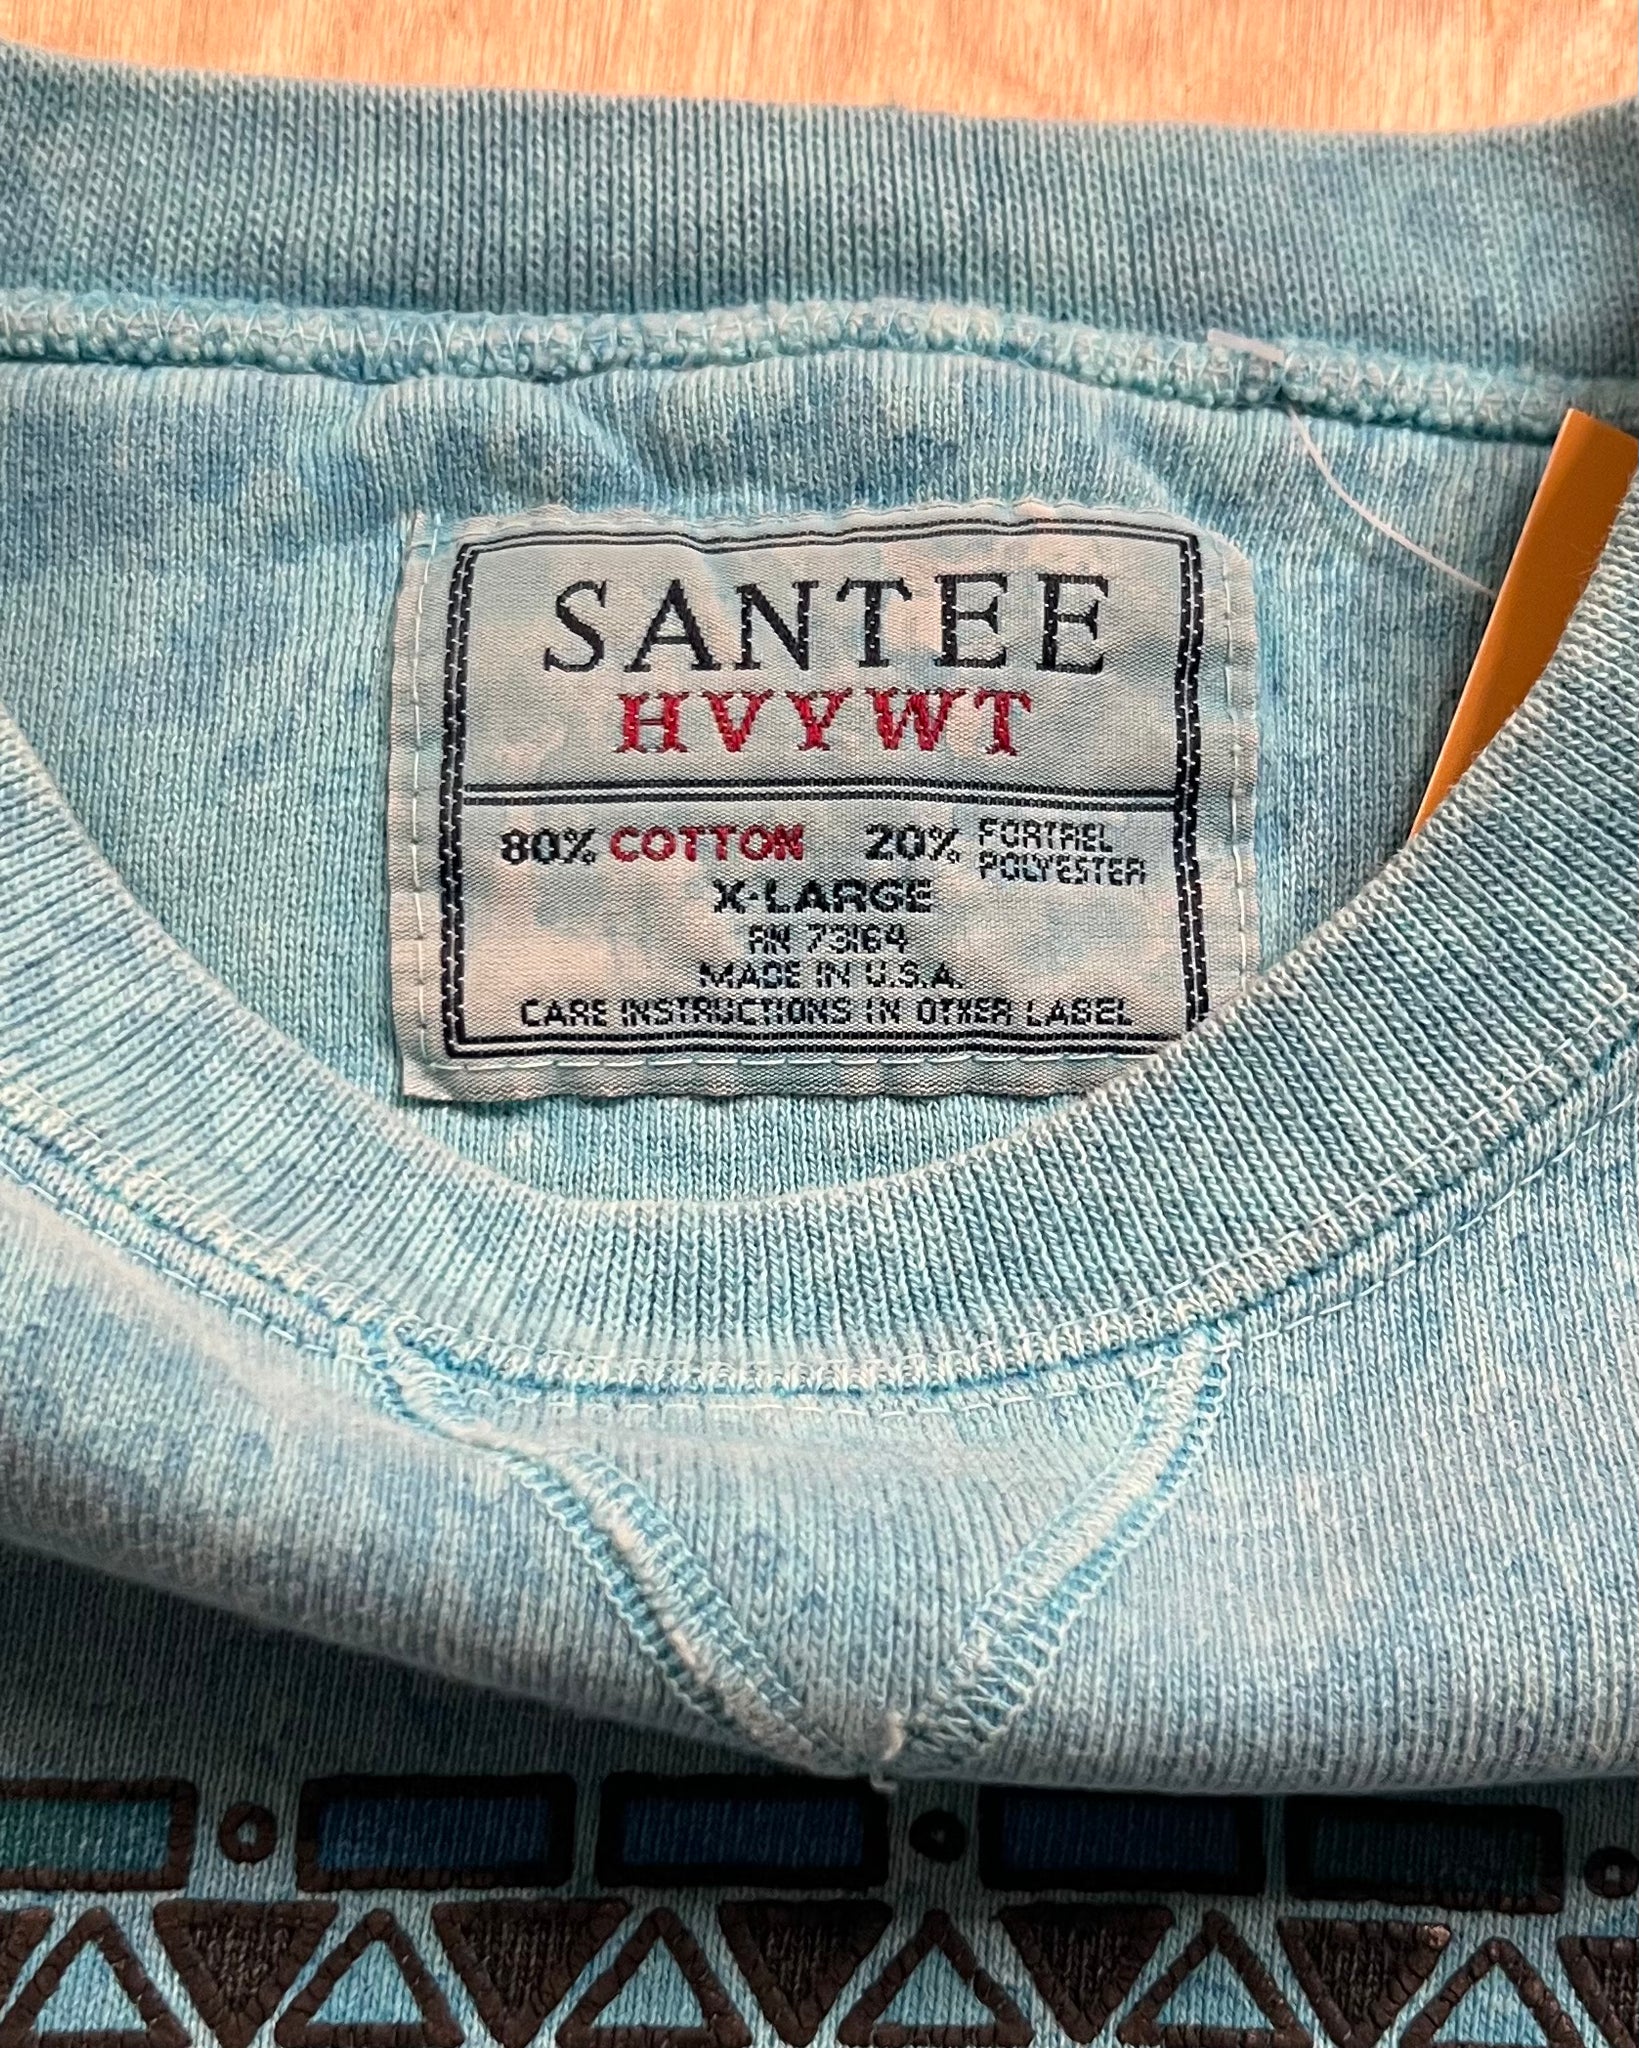 SANTEE
HVYWT
80% COTTON 20% FORTREL
POLYESTER
X-LARGE
RN 73164
MADE IN U.S.A.
CARE INSTRUCTIONS IN OTHER LABEL